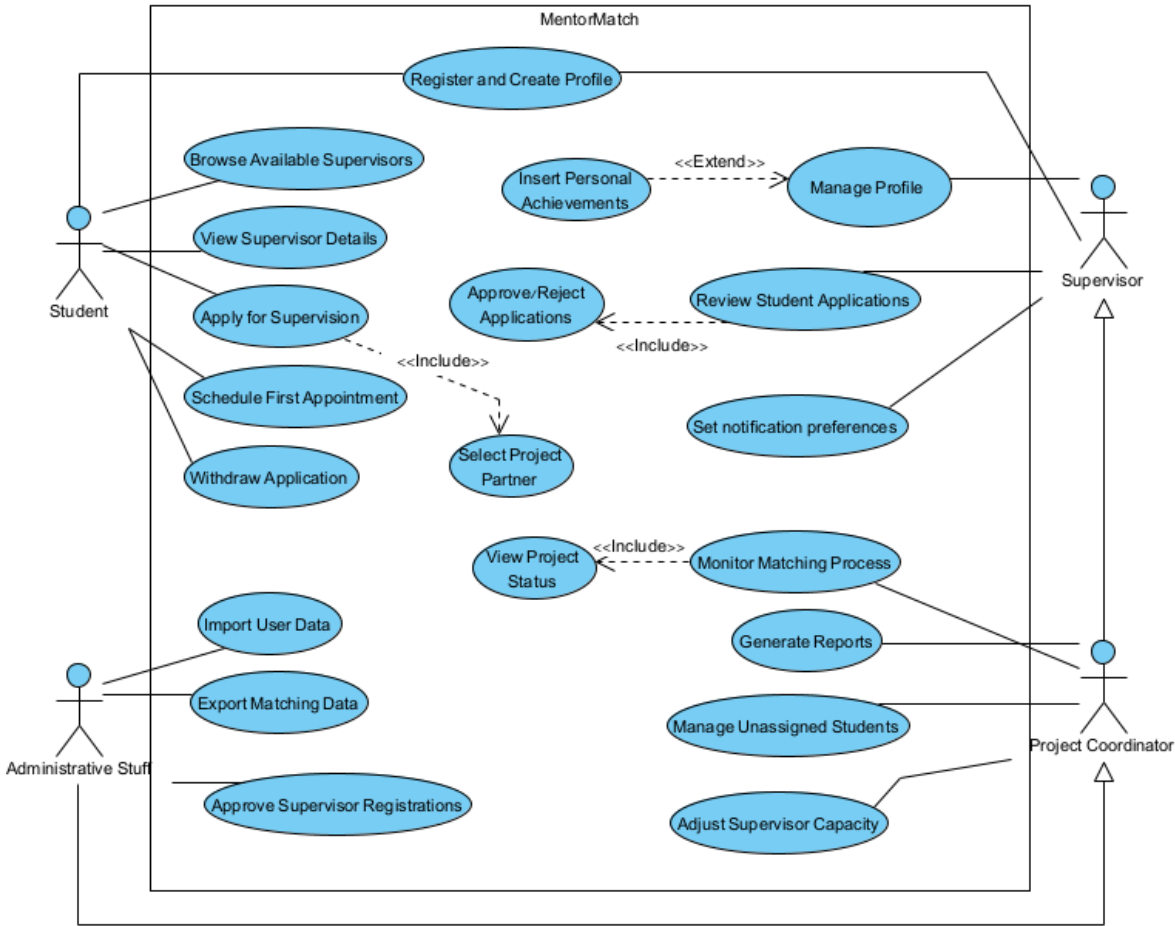 MentorMatch
Register and Create Profile
Browse Available Supervisors
<<Extend>>
Insert Personal
Achievements
Manage Profile
View Supervisor Details
Student
Supervisor
Approve/Reject
Applications
Review Student Applications
Apply for Supervision
<<Include>>
<<Include>>
Schedule First Appointment
Set notification preferences
Select Project
Partner
Withdraw Application
View Project
Status
<<Include>>
Monitor Matching Process
Import User Data
Generate Reports
Export Matching Data
Manage Unassigned Students
Administrative Stuff
Project Coordinator
Approve Supervisor Registrations
Adjust Supervisor Capacity